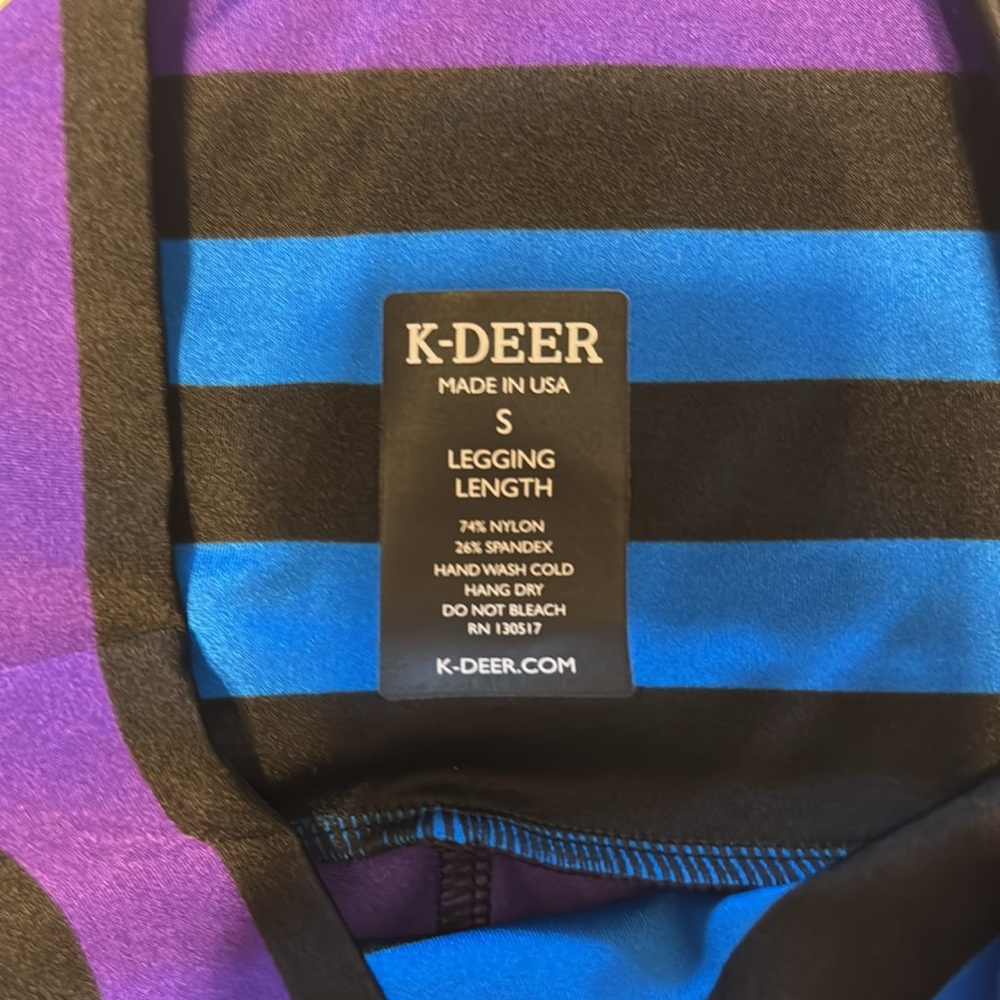 K-DEER
MADE IN USA
S
LEGGING
LENGTH
74% NYLON
26% SPANDEX
HAND WASH COLD
HANG DRY
DO NOT BLEACH
RN 130517
K-DEER.COM